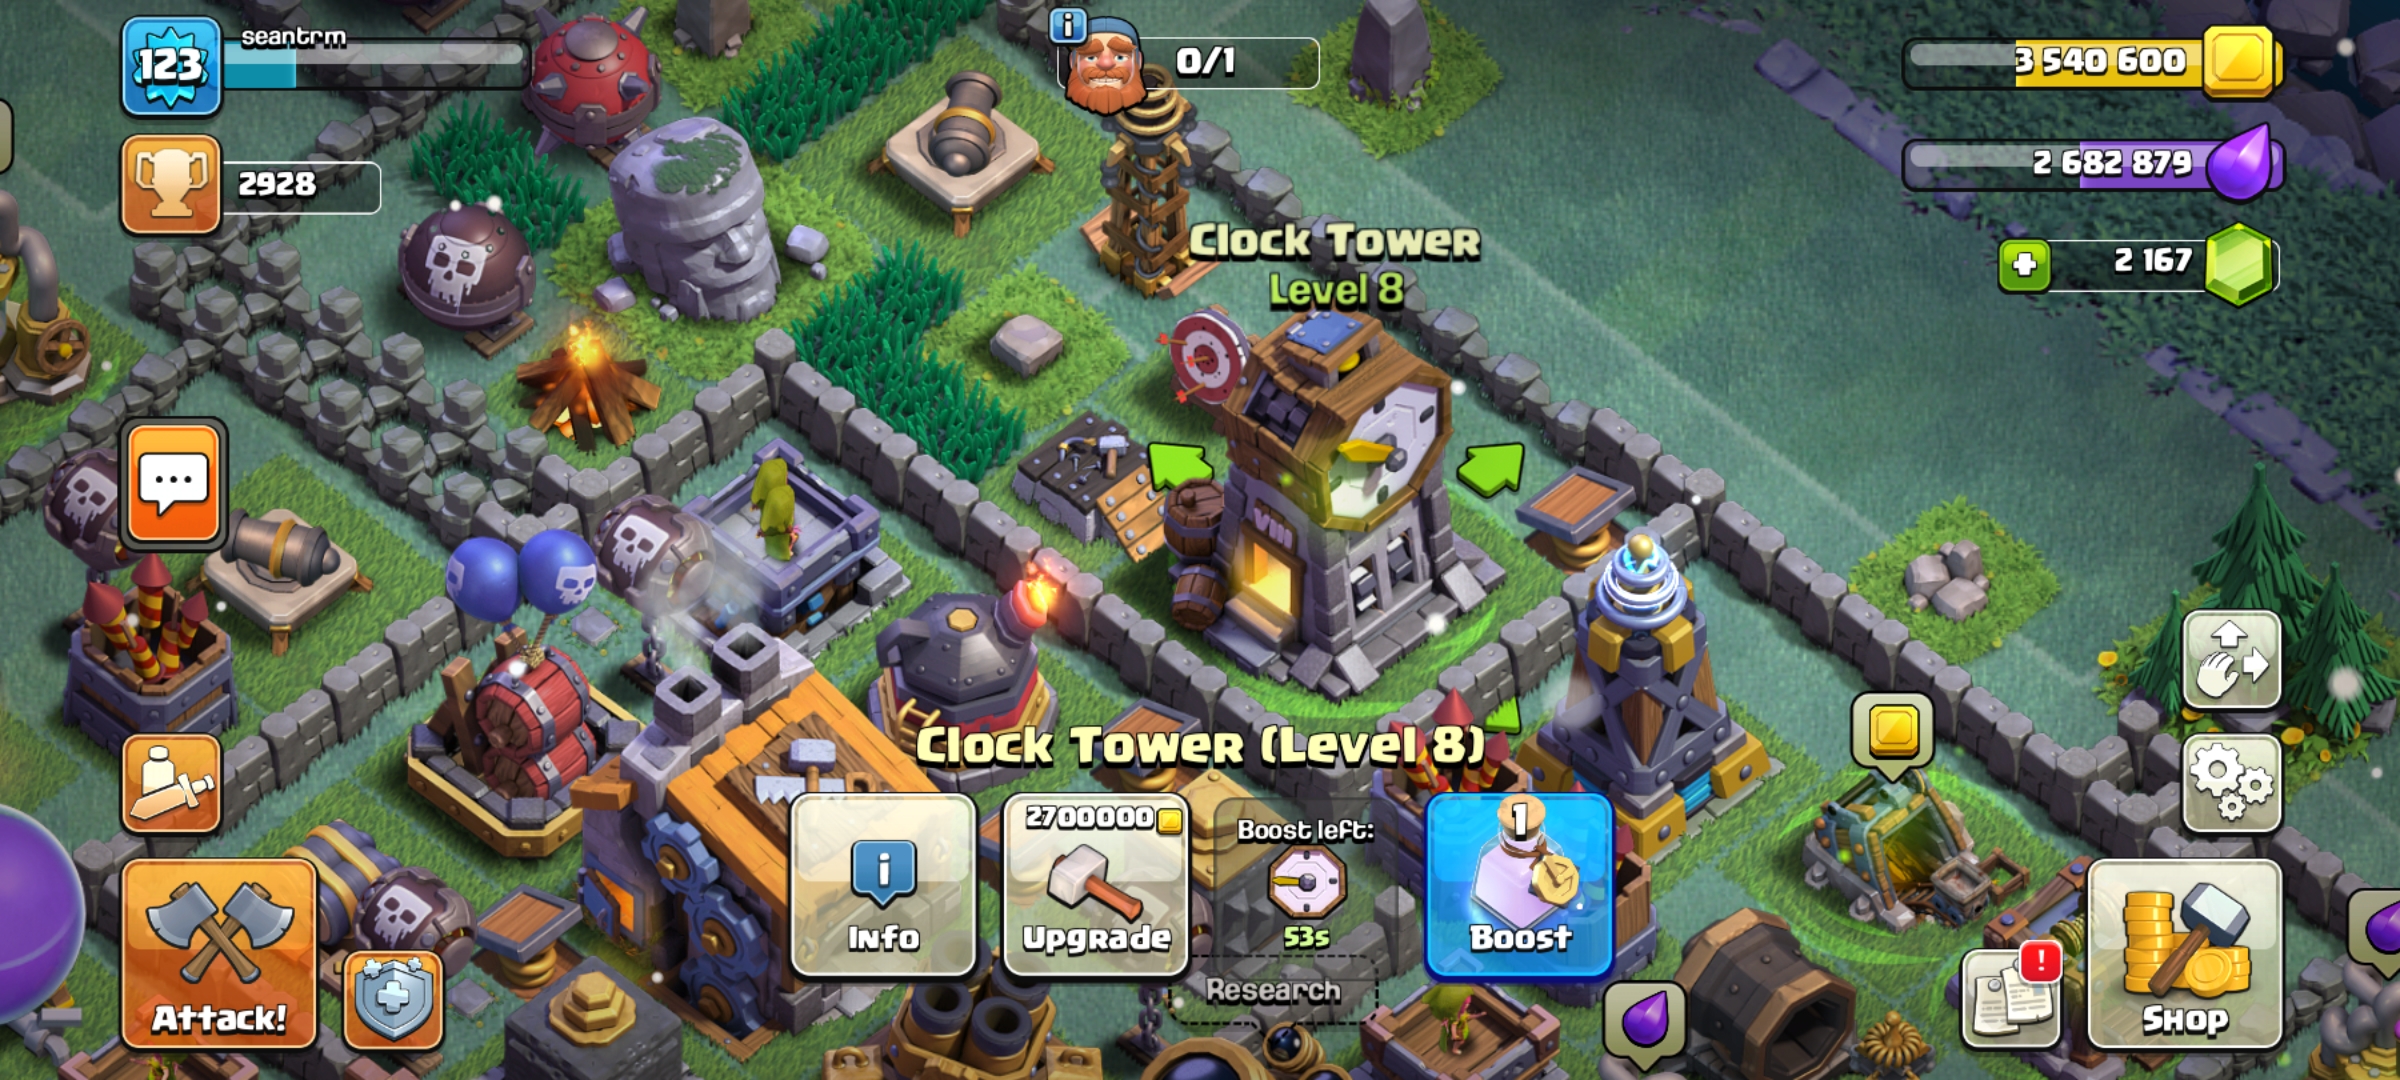 123
seantrm
0/1
3 540 600
2928
2 682 879
2 167
Clock Tower
Level 8
VIII
Clock Tower (Level 8)
Info
2700000
Upgrade
Boost left:
53s
1
Boost
Research
Attack!
!
Shop